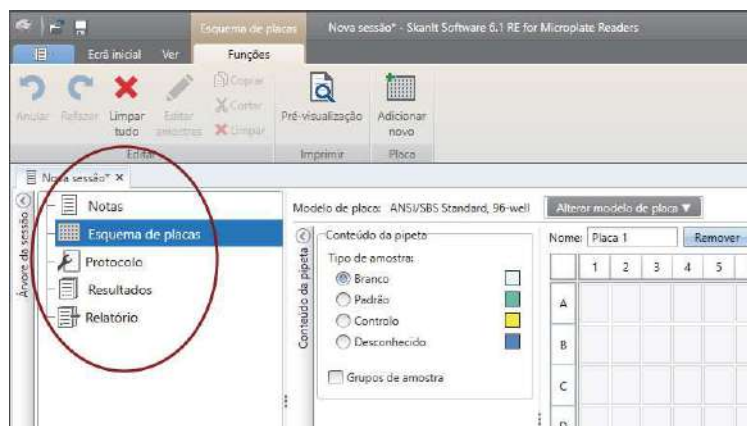 Esquema de placas
Nova sessão* - SkanIt Software 6.1 RE for Microplate Readers
Ecrã inicial Ver Funções
Anular Refazer Limpar tudo Editar amostras
Copiar
Cortar
Limpar
Pré-visualização
Adicionar novo
Editar Imprimir Placa
Nova sessão* ×
Árvore da sessão
Notas
Esquema de placas
Protocolo
Resultados
Relatório
Modelo de placa: ANSI/SBS Standard, 96-well Alterar modelo de placa
Conteúdo da pipeta
Conteúdo da pipeta
Tipo de amostra:
Branco
Padrão
Controlo
Desconhecido
Grupos de amostra
Nome: Placa 1 Remover
1 2 3 4 5
A
B
C
D